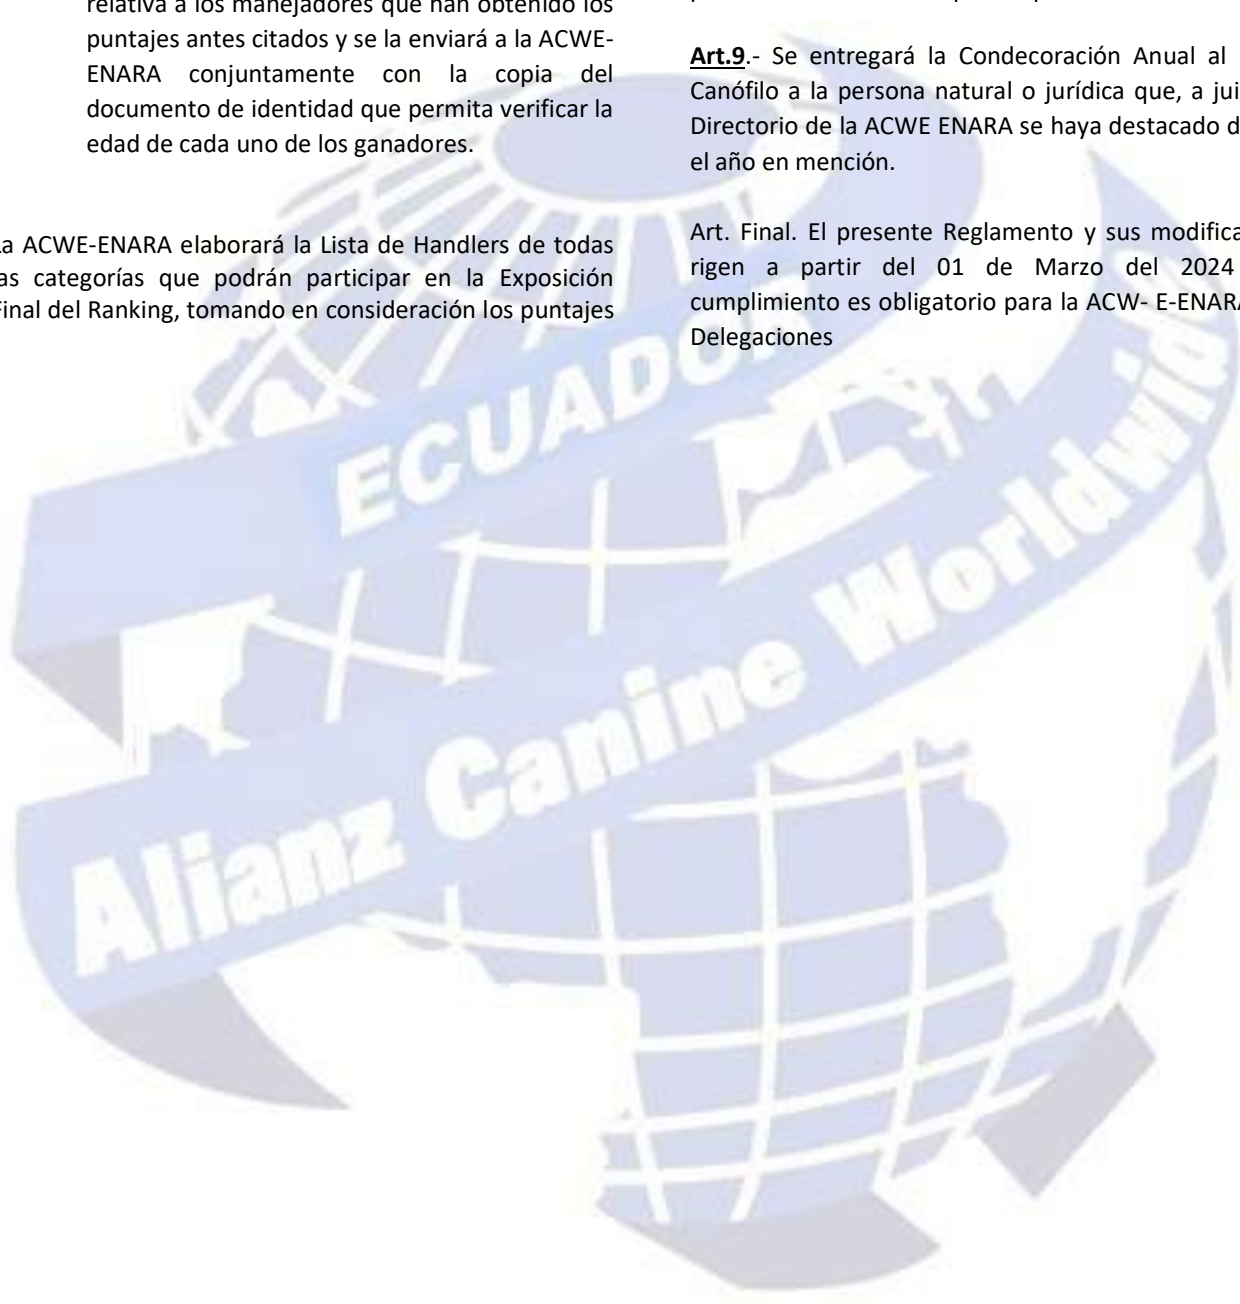 relativa a los manejadores que han obtenido los
puntajes antes citados y se la enviará a la ACWE-
ENARA conjuntamente con la copia del
documento de identidad que permita verificar la
edad de cada uno de los ganadores.
La ACWE-ENARA elaborará la Lista de Handlers de todas
las categorías que podrán participar en la Exposición
Final del Ranking, tomando en consideración los puntajes
Art.9.- Se entregará la Condecoración Anual al
Canófilo a la persona natural o jurídica que, a jui
Directorio de la ACWE ENARA se haya destacado d
el año en mención.
Art. Final. El presente Reglamento y sus modifica
rigen a partir del 01 de Marzo del 2024
cumplimiento es obligatorio para la ACW- E-ENARA
Delegaciones
ECUADOR
Alianz Canine Worldwide